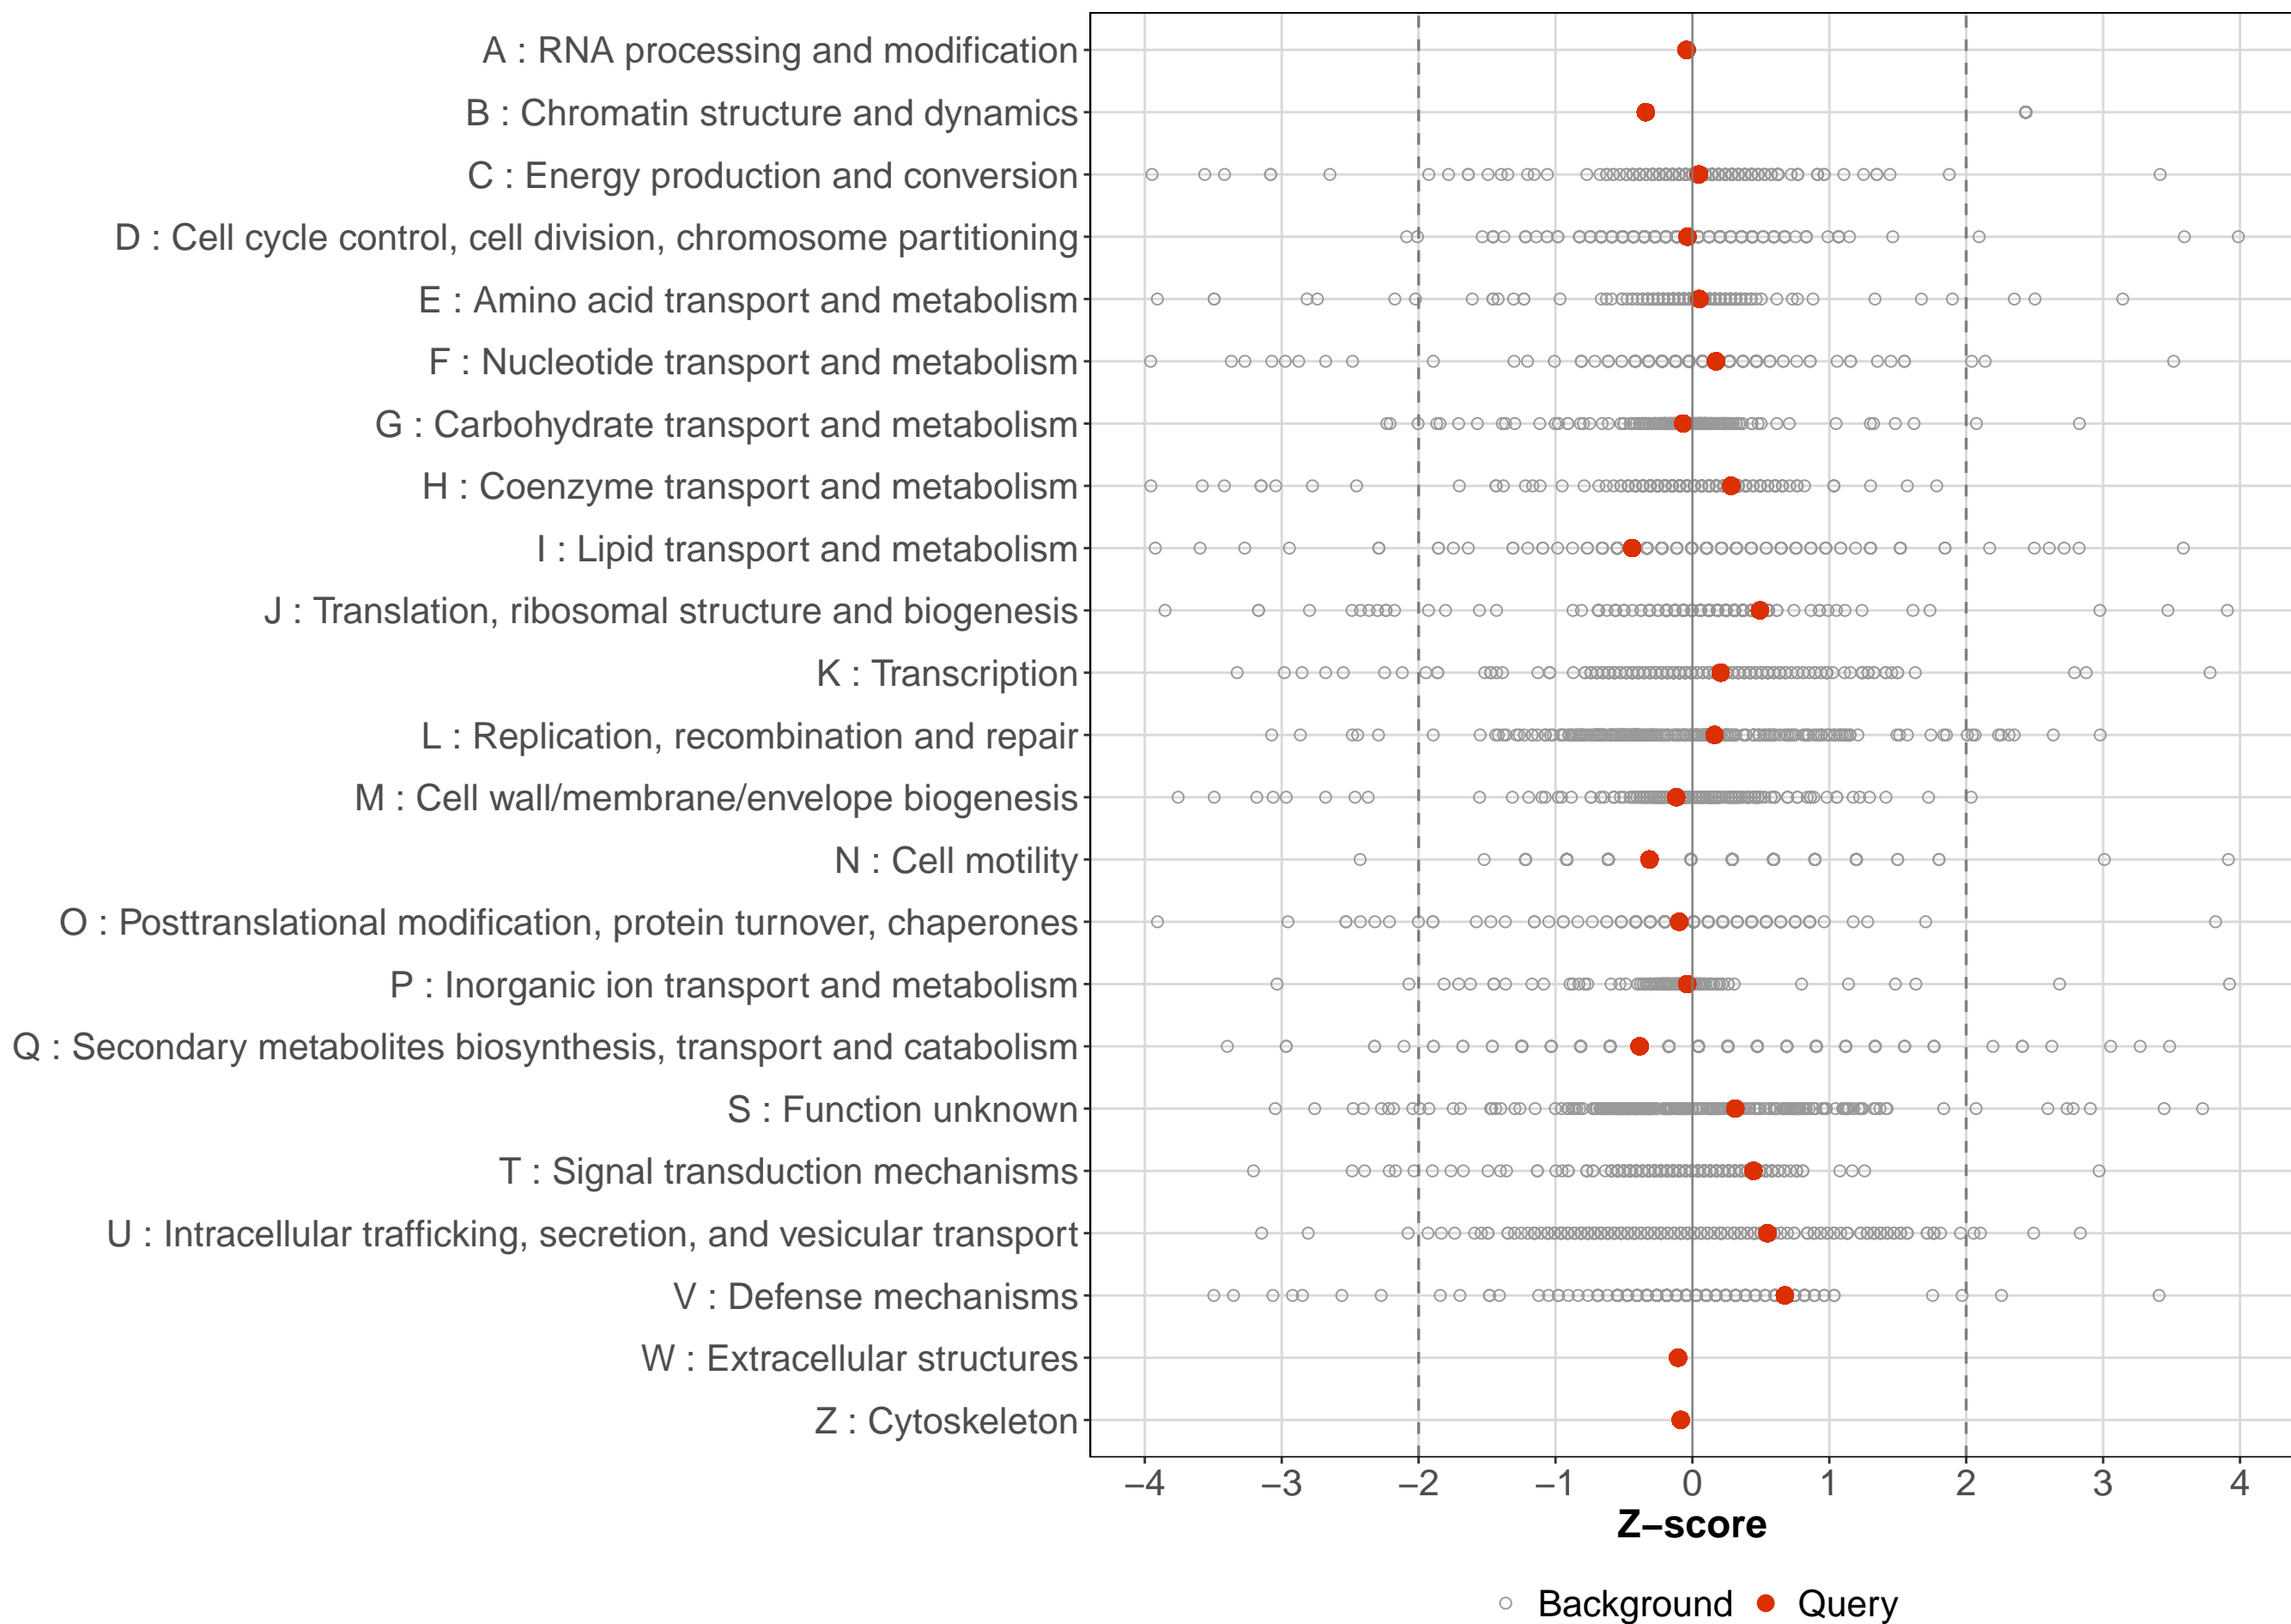 A : RNA processing and modification
B : Chromatin structure and dynamics
C : Energy production and conversion
D : Cell cycle control, cell division, chromosome partitioning
E : Amino acid transport and metabolism
F : Nucleotide transport and metabolism
G : Carbohydrate transport and metabolism
H : Coenzyme transport and metabolism
I : Lipid transport and metabolism
J : Translation, ribosomal structure and biogenesis
K : Transcription
L : Replication, recombination and repair
M : Cell wall/membrane/envelope biogenesis
N : Cell motility
O : Posttranslational modification, protein turnover, chaperones
P : Inorganic ion transport and metabolism
Q : Secondary metabolites biosynthesis, transport and catabolism
S : Function unknown
T : Signal transduction mechanisms
U : Intracellular trafficking, secretion, and vesicular transport
V : Defense mechanisms
W : Extracellular structures
Z : Cytoskeleton
−4 −3 −2 −1 0 1 2 3 4
Z−score
Background Query